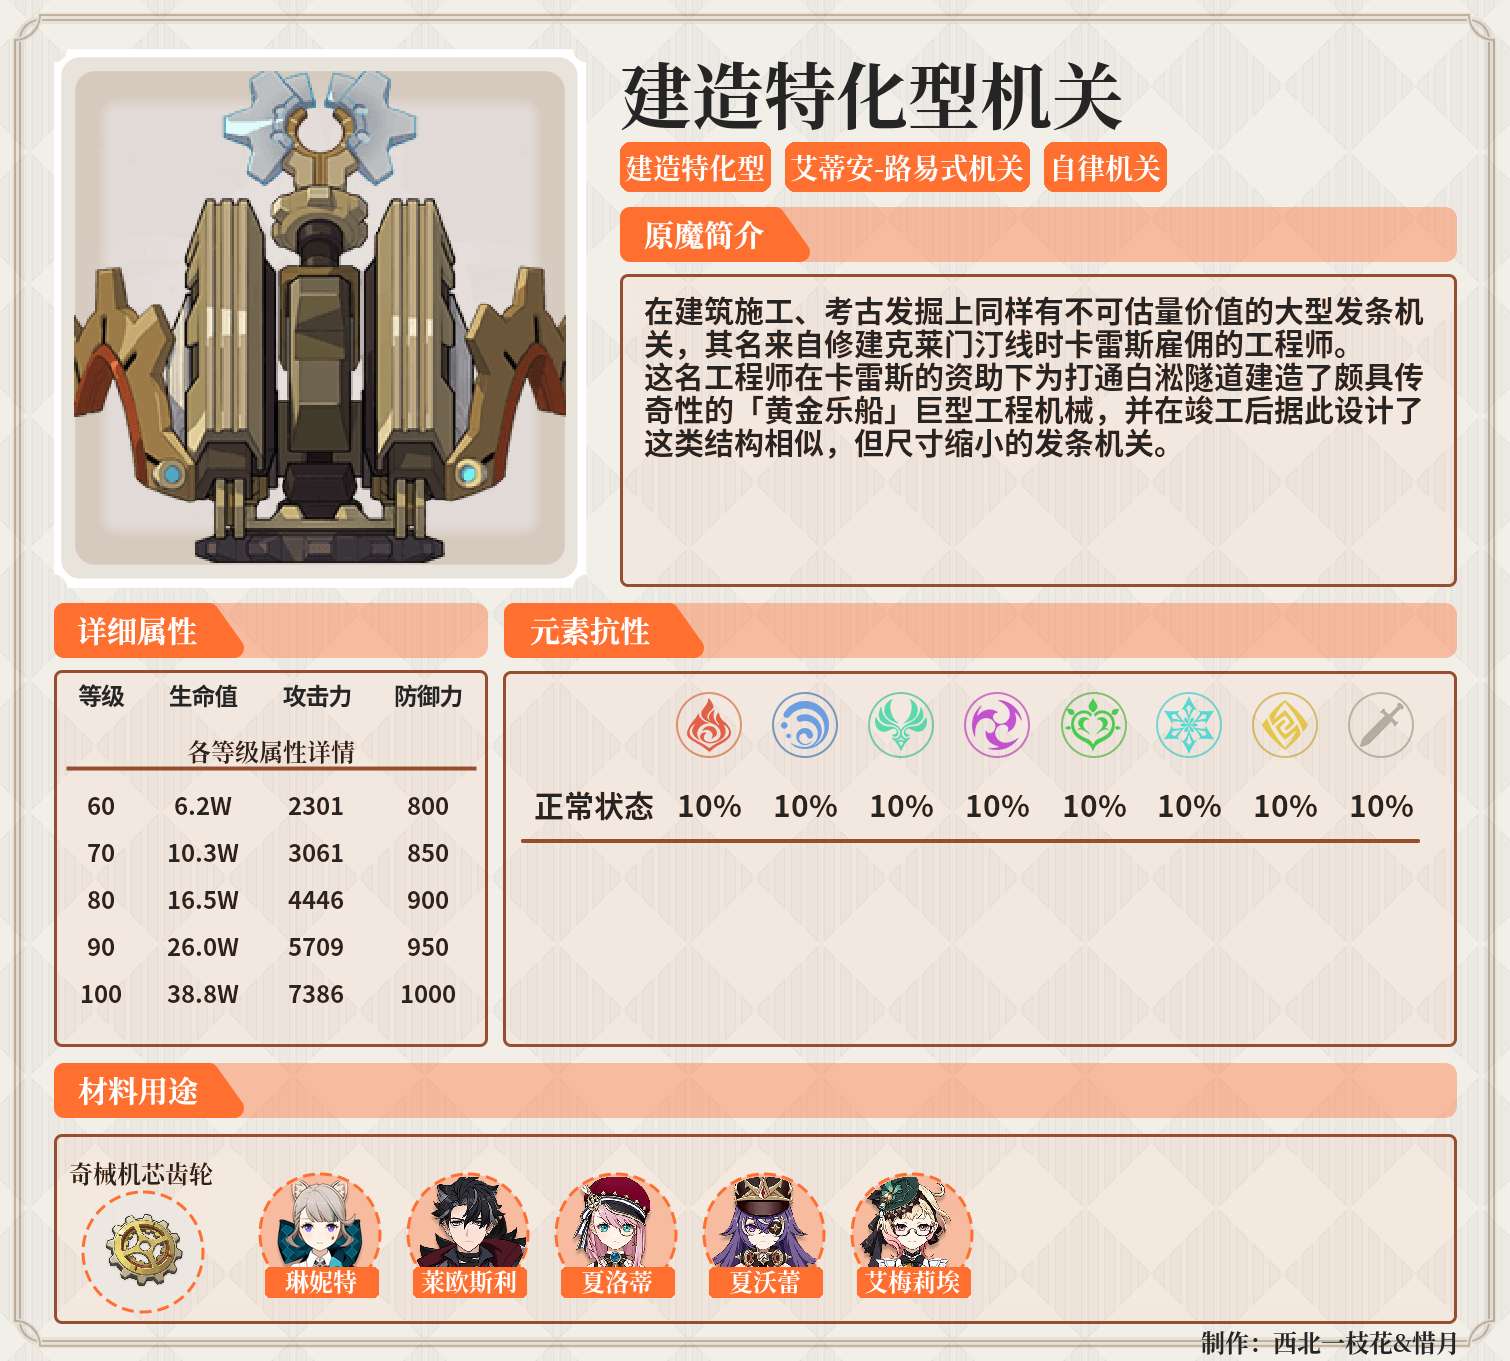 建造特化型机关
建造特化型 艾蒂安-路易式机关 自律机关
原魔简介
在建筑施工、考古发掘上同样有不可估量价值的大型发条机
关，其名来自修建克莱门汀线时卡雷斯雇佣的工程师。
这名工程师在卡雷斯的资助下为打通白淞隧道建造了颇具传
奇性的「黄金乐船」巨型工程机械，并在竣工后据此设计了
这类结构相似，但尺寸缩小的发条机关。
详细属性
等级 生命值 攻击力 防御力
各等级属性详情
60 6.2W 2301 800
70 10.3W 3061 850
80 16.5W 4446 900
90 26.0W 5709 950
100 38.8W 7386 1000
元素抗性
正常状态 10% 10% 10% 10% 10% 10% 10% 10%
材料用途
奇械机芯齿轮
琳妮特 莱欧斯利 夏洛蒂 夏沃蕾 艾梅莉埃
制作：西北一枝花&惜月